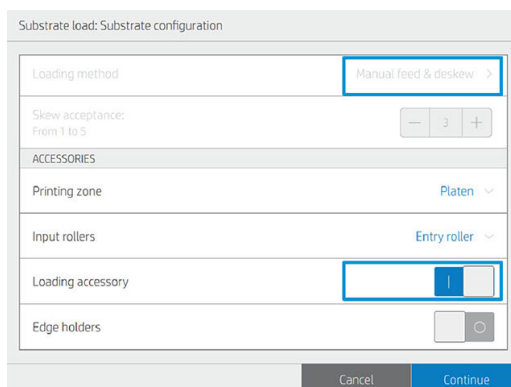 Substrate load: Substrate configuration
Loading method Manual feed & deskew >
Skew acceptance:
From 1 to 5 − 3 +
ACCESSORIES
Printing zone Platen
Input rollers Entry roller
Loading accessory
Edge holders
Cancel Continue